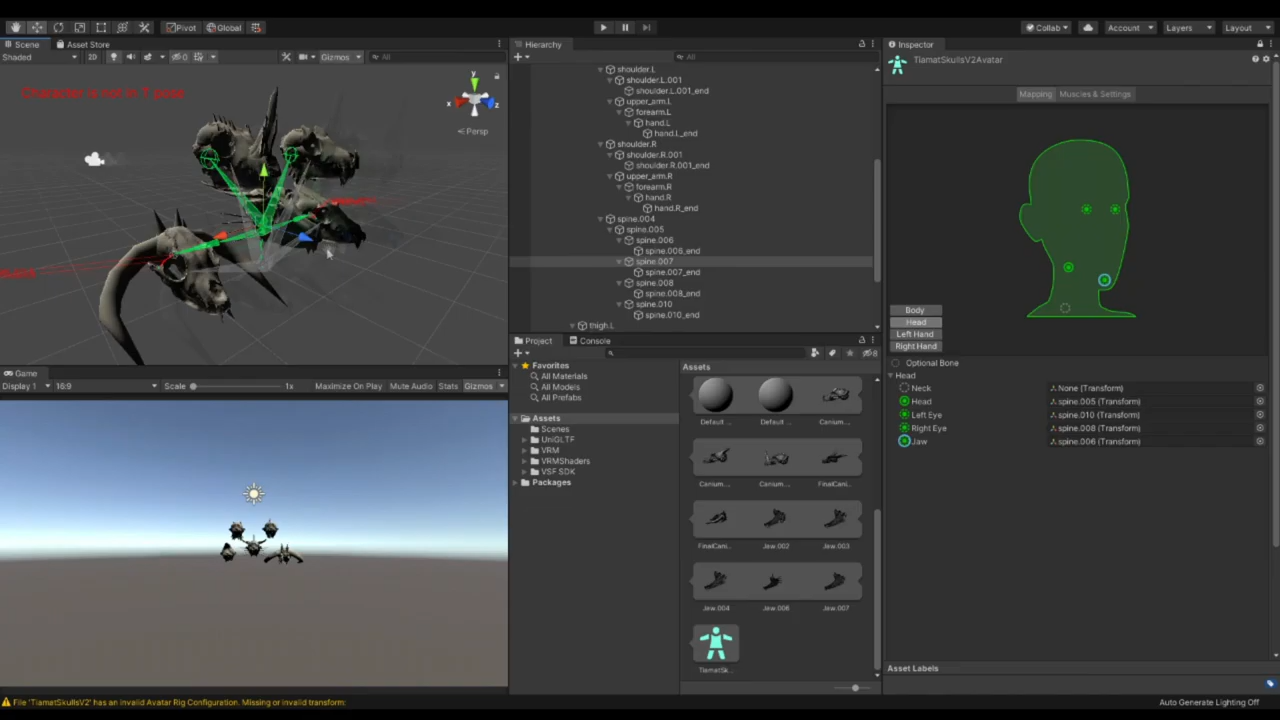 Pivot Global Collab Account Layers Layout
Scene Asset Store
Shaded 2D 0 Gizmos All
Character is not in T pose
y
x z
Persp
Game
Display 1 16:9 Scale 1x Maximize On Play Mute Audio Stats Gizmos
Hierarchy
All
shoulder.L
shoulder.L.001
shoulder.L.001_end
upper_arm.L
forearm.L
hand.L
hand.L_end
shoulder.R
shoulder.R.001
shoulder.R.001_end
upper_arm.R
forearm.R
hand.R
hand.R_end
spine.004
spine.005
spine.006
spine.006_end
spine.007
spine.007_end
spine.008
spine.008_end
spine.010
spine.010_end
thigh.L
Project Console
8
Favorites
All Materials
All Models
All Prefabs
Assets
Scenes
UniGLTF
VRM
VRMShaders
VSF SDK
Packages
Assets
Default ... Default ... Canium...
Canium... Canium... FinalCani...
FinalCani... Jaw.002 Jaw.003
Jaw.004 Jaw.006 Jaw.007
TiamatSk...
Inspector
TiamatSkullsV2Avatar
Mapping Muscles & Settings
Body
Head
Left Hand
Right Hand
Optional Bone
Head
Neck None (Transform)
Head spine.005 (Transform)
Left Eye spine.010 (Transform)
Right Eye spine.008 (Transform)
Jaw spine.006 (Transform)
Asset Labels
File 'TiamatSkullsV2' has an invalid Avatar Rig Configuration. Missing or invalid transform:
Auto Generate Lighting Off